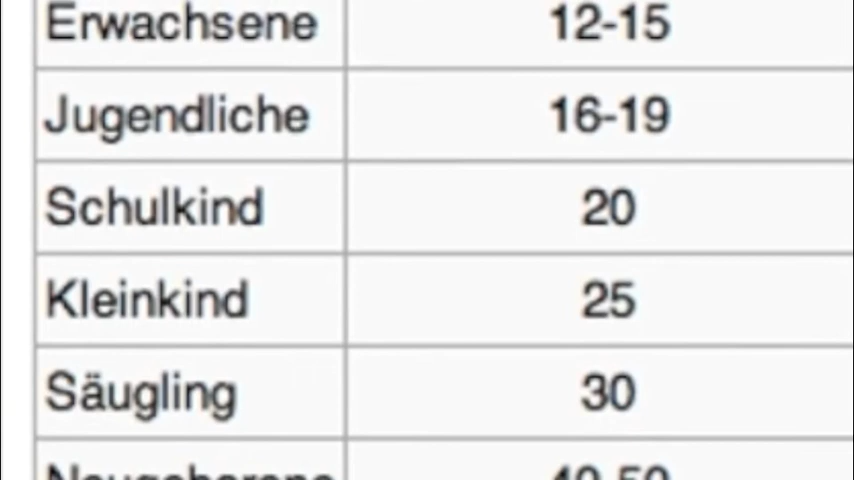 Erwachsene 12-15
Jugendliche 16-19
Schulkind 20
Kleinkind 25
Säugling 30
Neugeborene 40-50